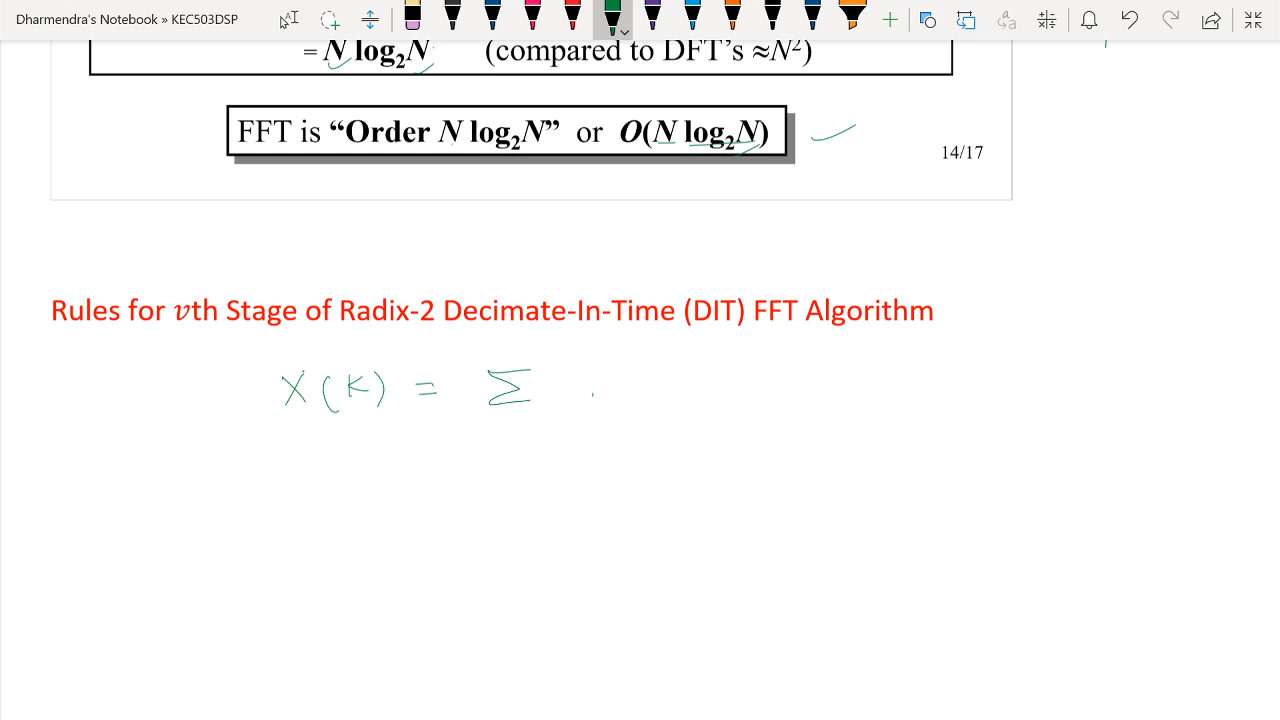 Dharmendra's Notebook » KEC503DSP
= N log₂N (compared to DFT's ≈N²)
FFT is “Order N log₂N” or O(N log₂N)
14/17
Rules for 𝑣th Stage of Radix-2 Decimate-In-Time (DIT) FFT Algorithm
X(K) = Σ